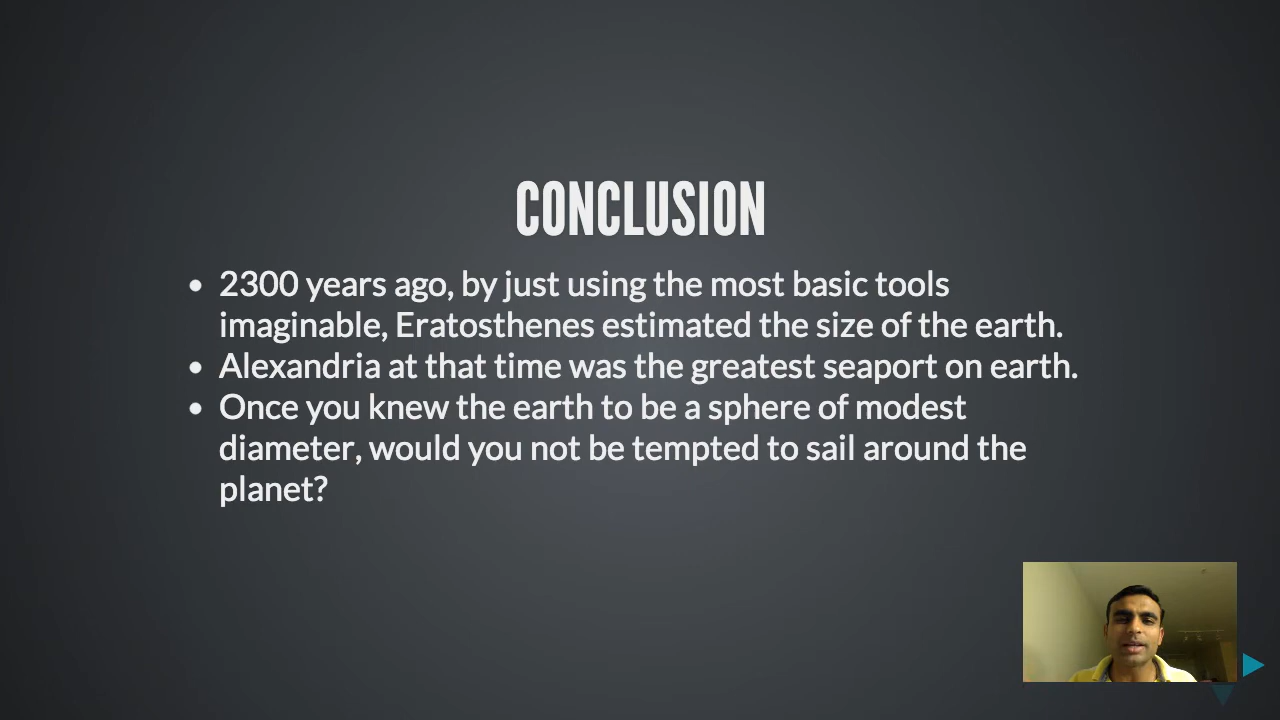 CONCLUSION
• 2300 years ago, by just using the most basic tools
imaginable, Eratosthenes estimated the size of the earth.
• Alexandria at that time was the greatest seaport on earth.
• Once you knew the earth to be a sphere of modest
diameter, would you not be tempted to sail around the
planet?